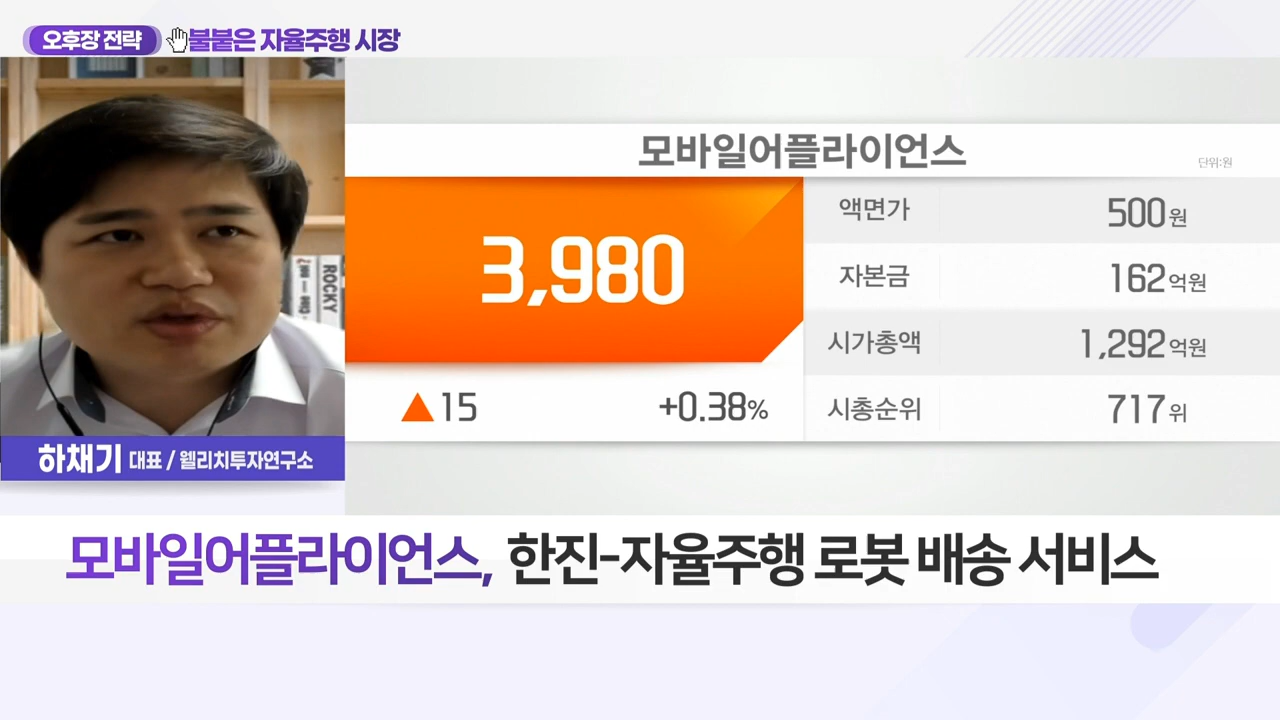 오후장 전략
불붙은 자율주행 시장
모바일어플라이언스
단위:원
3,980
▲15 +0.38%
액면가 500원
자본금 162억원
시가총액 1,292억원
시총순위 717위
ROCKY
하채기 대표 / 웰리치투자연구소
모바일어플라이언스, 한진-자율주행 로봇 배송 서비스